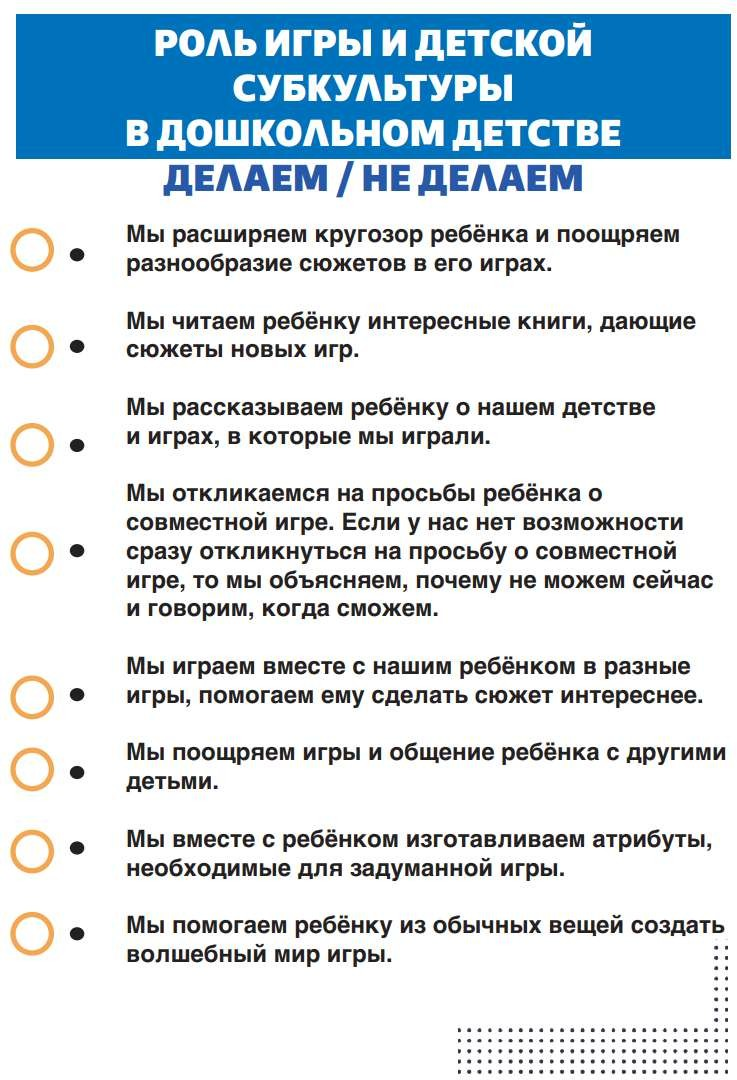 РОЛЬ ИГРЫ И ДЕТСКОЙ
СУБКУЛЬТУРЫ
В ДОШКОЛЬНОМ ДЕТСТВЕ
ДЕЛАЕМ / НЕ ДЕЛАЕМ
Мы расширяем кругозор ребёнка и поощряем
разнообразие сюжетов в его играх.
Мы читаем ребёнку интересные книги, дающие
сюжеты новых игр.
Мы рассказываем ребёнку о нашем детстве
и играх, в которые мы играли.
Мы откликаемся на просьбы ребёнка о
совместной игре. Если у нас нет возможности
сразу откликнуться на просьбу о совместной
игре, то мы объясняем, почему не можем сейчас
и говорим, когда сможем.
Мы играем вместе с нашим ребёнком в разные
игры, помогаем ему сделать сюжет интереснее.
Мы поощряем игры и общение ребёнка с другими
детьми.
Мы вместе с ребёнком изготавливаем атрибуты,
необходимые для задуманной игры.
Мы помогаем ребёнку из обычных вещей создать
волшебный мир игры.